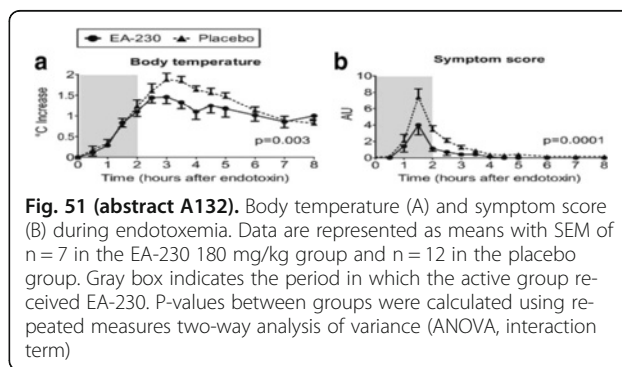 EA-230 Placebo
a Body temperature
b Symptom score
°C Increase
2
1.5
1
0.5
0
p=0.003
0 1 2 3 4 5 6 7 8
Time (hours after endotoxin)
AU
10
8
6
4
2
0
p=0.0001
0 1 2 3 4 5 6 7 8
Time (hours after endotoxin)
Fig. 51 (abstract A132). Body temperature (A) and symptom score
(B) during endotoxemia. Data are represented as means with SEM of
n = 7 in the EA-230 180 mg/kg group and n = 12 in the placebo
group. Gray box indicates the period in which the active group re-
ceived EA-230. P-values between groups were calculated using re-
peated measures two-way analysis of variance (ANOVA, interaction
term)